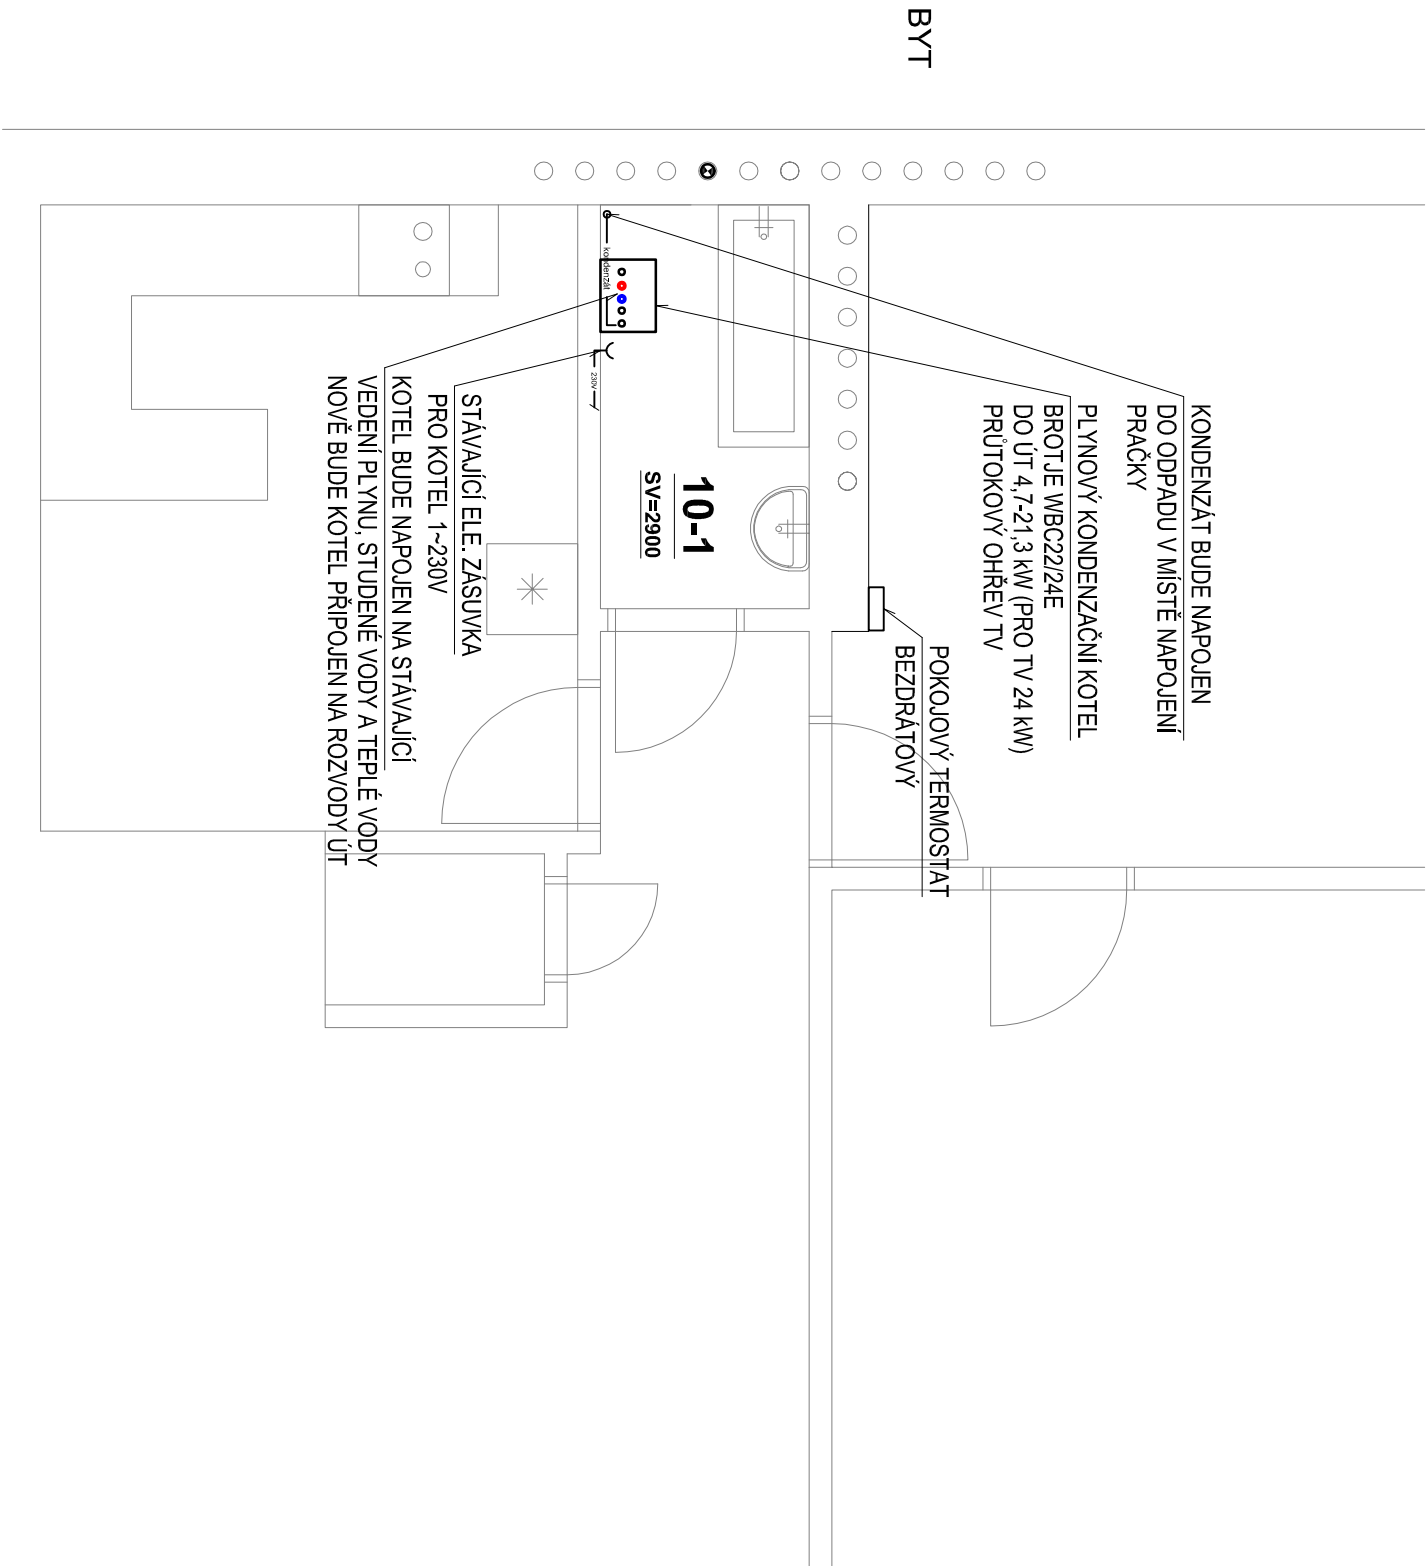 BYT
KONDENZÁT BUDE NAPOJEN
DO ODPADU V MÍSTĚ NAPOJENÍ
PRAČKY
PLYNOVÝ KONDENZAČNÍ KOTEL
BROTJE WBC22/24E
DO ÚT 4,7-21,3 kW (PRO TV 24 kW)
PRŮTOKOVÝ OHŘEV TV
POKOJOVÝ TERMOSTAT
BEZDRÁTOVÝ
10-1
SV=2900
kondenzát
230V
STÁVAJÍCÍ ELE. ZÁSUVKA
PRO KOTEL 1~230V
KOTEL BUDE NAPOJEN NA STÁVAJÍCÍ
VEDENÍ PLYNU, STUDENÉ VODY A TEPLÉ VODY
NOVĚ BUDE KOTEL PŘIPOJEN NA ROZVODY ÚT